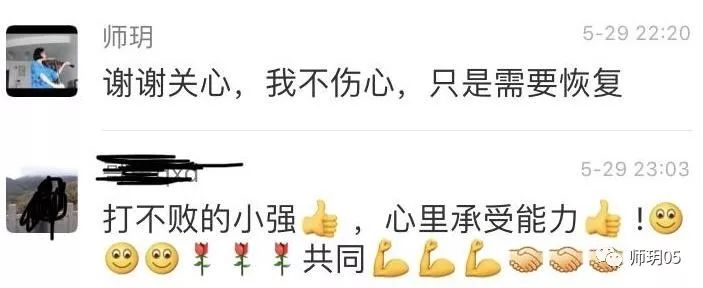 师玥
5-29 22:20
谢谢关心，我不伤心，只是需要恢复
5-29 23:03
打不败的小强👍，心里承受能力👍!🙂
🙂🙂🌹🌹🌹共同💪💪💪🤝🤝🤝
师玥05